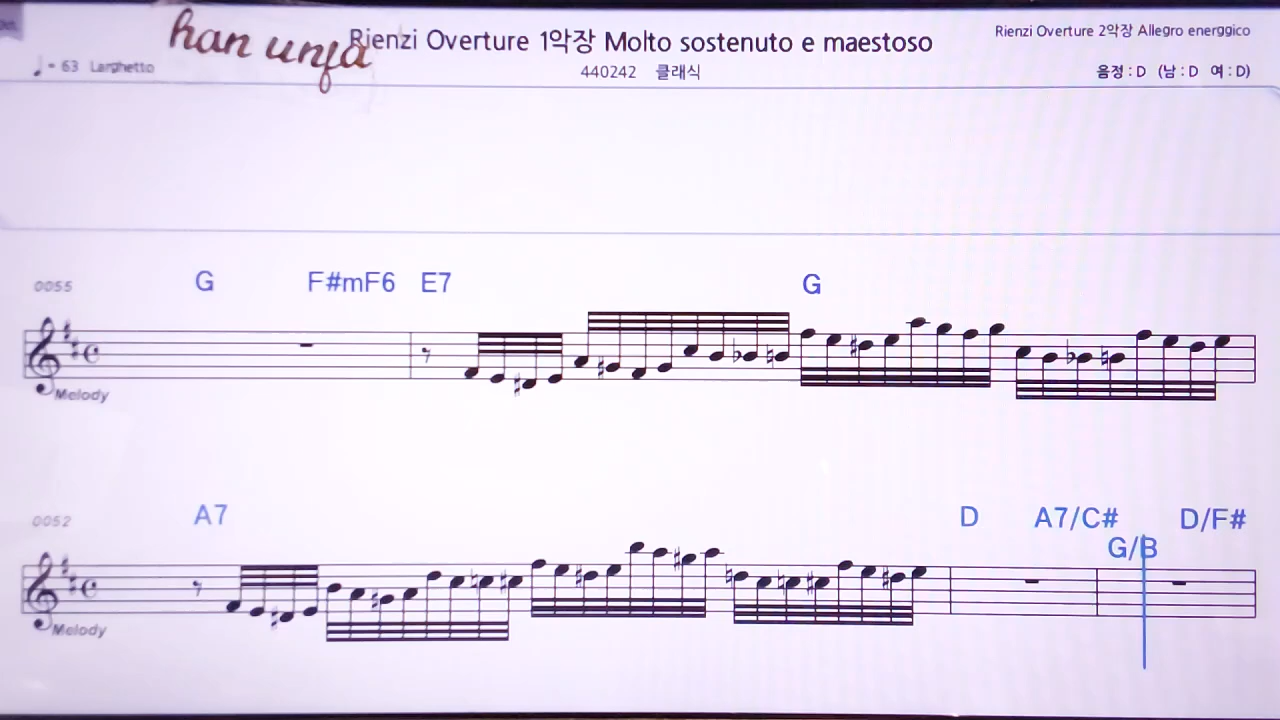 han unfa
Rienzi Overture 1악장 Molto sostenuto e maestoso
Rienzi Overture 2악장 Allegro energgico
♩= 63 Larghetto
440242 클래식
음정 : D (남 : D 여 : D)
0055 G F#mF6 E7 G
Melody
0052 A7 D A7/C# D/F#
G/B
Melody